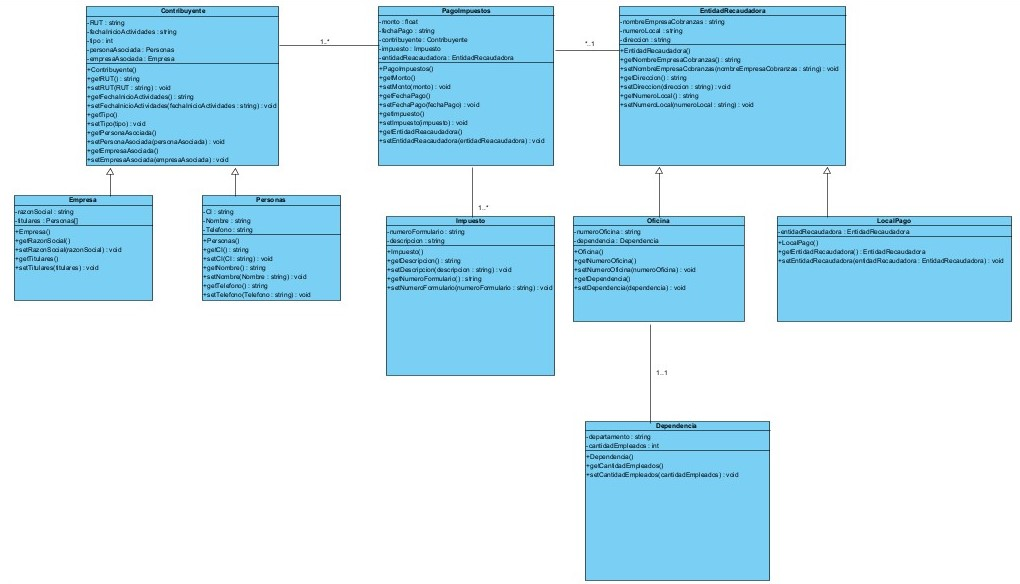 Contribuyente
-RUT : string
-fechaInicioActividades : string
-tipo : int
-personaAsociada : Personas
-empresaAsociada : Empresa
+Contribuyente()
+getRUT() : string
+setRUT(RUT : string) : void
+getFechaInicioActividades() : string
+setFechaInicioActividades(fechaInicioActividades : string) : void
+getTipo()
+setTipo(tipo) : void
+getPersonaAsociada()
+setPersonaAsociada(personaAsociada) : void
+getEmpresaAsociada()
+setEmpresaAsociada(empresaAsociada) : void
1..*
PagoImpuestos
-monto : float
-fechaPago : string
-contribuyente : Contribuyente
-impuesto : Impuesto
-entidadReacaudadora : EntidadRecaudadora
+PagoImpuestos()
+getMonto()
+setMonto(monto) : void
+getFechaPago()
+setFechaPago(fechaPago) : void
+getImpuesto()
+setImpuesto(impuesto) : void
+getEntidadReacaudadora()
+setEntidadReacaudadora(entidadReacaudadora) : void
*..1
EntidadRecaudadora
-nombreEmpresaCobranzas : string
-numeroLocal : string
-direccion : string
+EntidadRecaudadora()
+getNombreEmpresaCobranzas() : string
+setNombreEmpresaCobranzas(nombreEmpresaCobranzas : string) : void
+getDireccion() : string
+setDireccion(direccion : string) : void
+getNumeroLocal() : string
+setNumeroLocal(numeroLocal : string) : void
Empresa
-razonSocial : string
-titulares : Personas[]
+Empresa()
+getRazonSocial()
+setRazonSocial(razonSocial) : void
+getTitulares()
+setTitulares(titulares) : void
Personas
-CI : string
-Nombre : string
-Telefono : string
+Personas()
+getCI() : string
+setCI(CI : string) : void
+getNombre() : string
+setNombre(Nombre : string) : void
+getTelefono() : string
+setTelefono(Telefono : string) : void
1..*
Impuesto
-numeroFormulario : string
-descripcion : string
+Impuesto()
+getDescripcion() : string
+setDescripcion(descripcion : string) : void
+getNumeroFormulario() : string
+setNumeroFormulario(numeroFormulario : string) : void
Oficina
-numeroOficina : string
-dependencia : Dependencia
+Oficina()
+getNumeroOficina()
+setNumeroOficina(numeroOficina) : void
+getDependencia()
+setDependencia(dependencia) : void
LocalPago
-entidadRecaudadora : EntidadRecaudadora
+LocalPago()
+getEntidadRecaudadora() : EntidadRecaudadora
+setEntidadRecaudadora(entidadRecaudadora : EntidadRecaudadora) : void
1..1
Dependencia
-departamento : string
-cantidadEmpleados : int
+Dependencia()
+getCantidadEmpleados()
+setCantidadEmpleados(cantidadEmpleados) : void